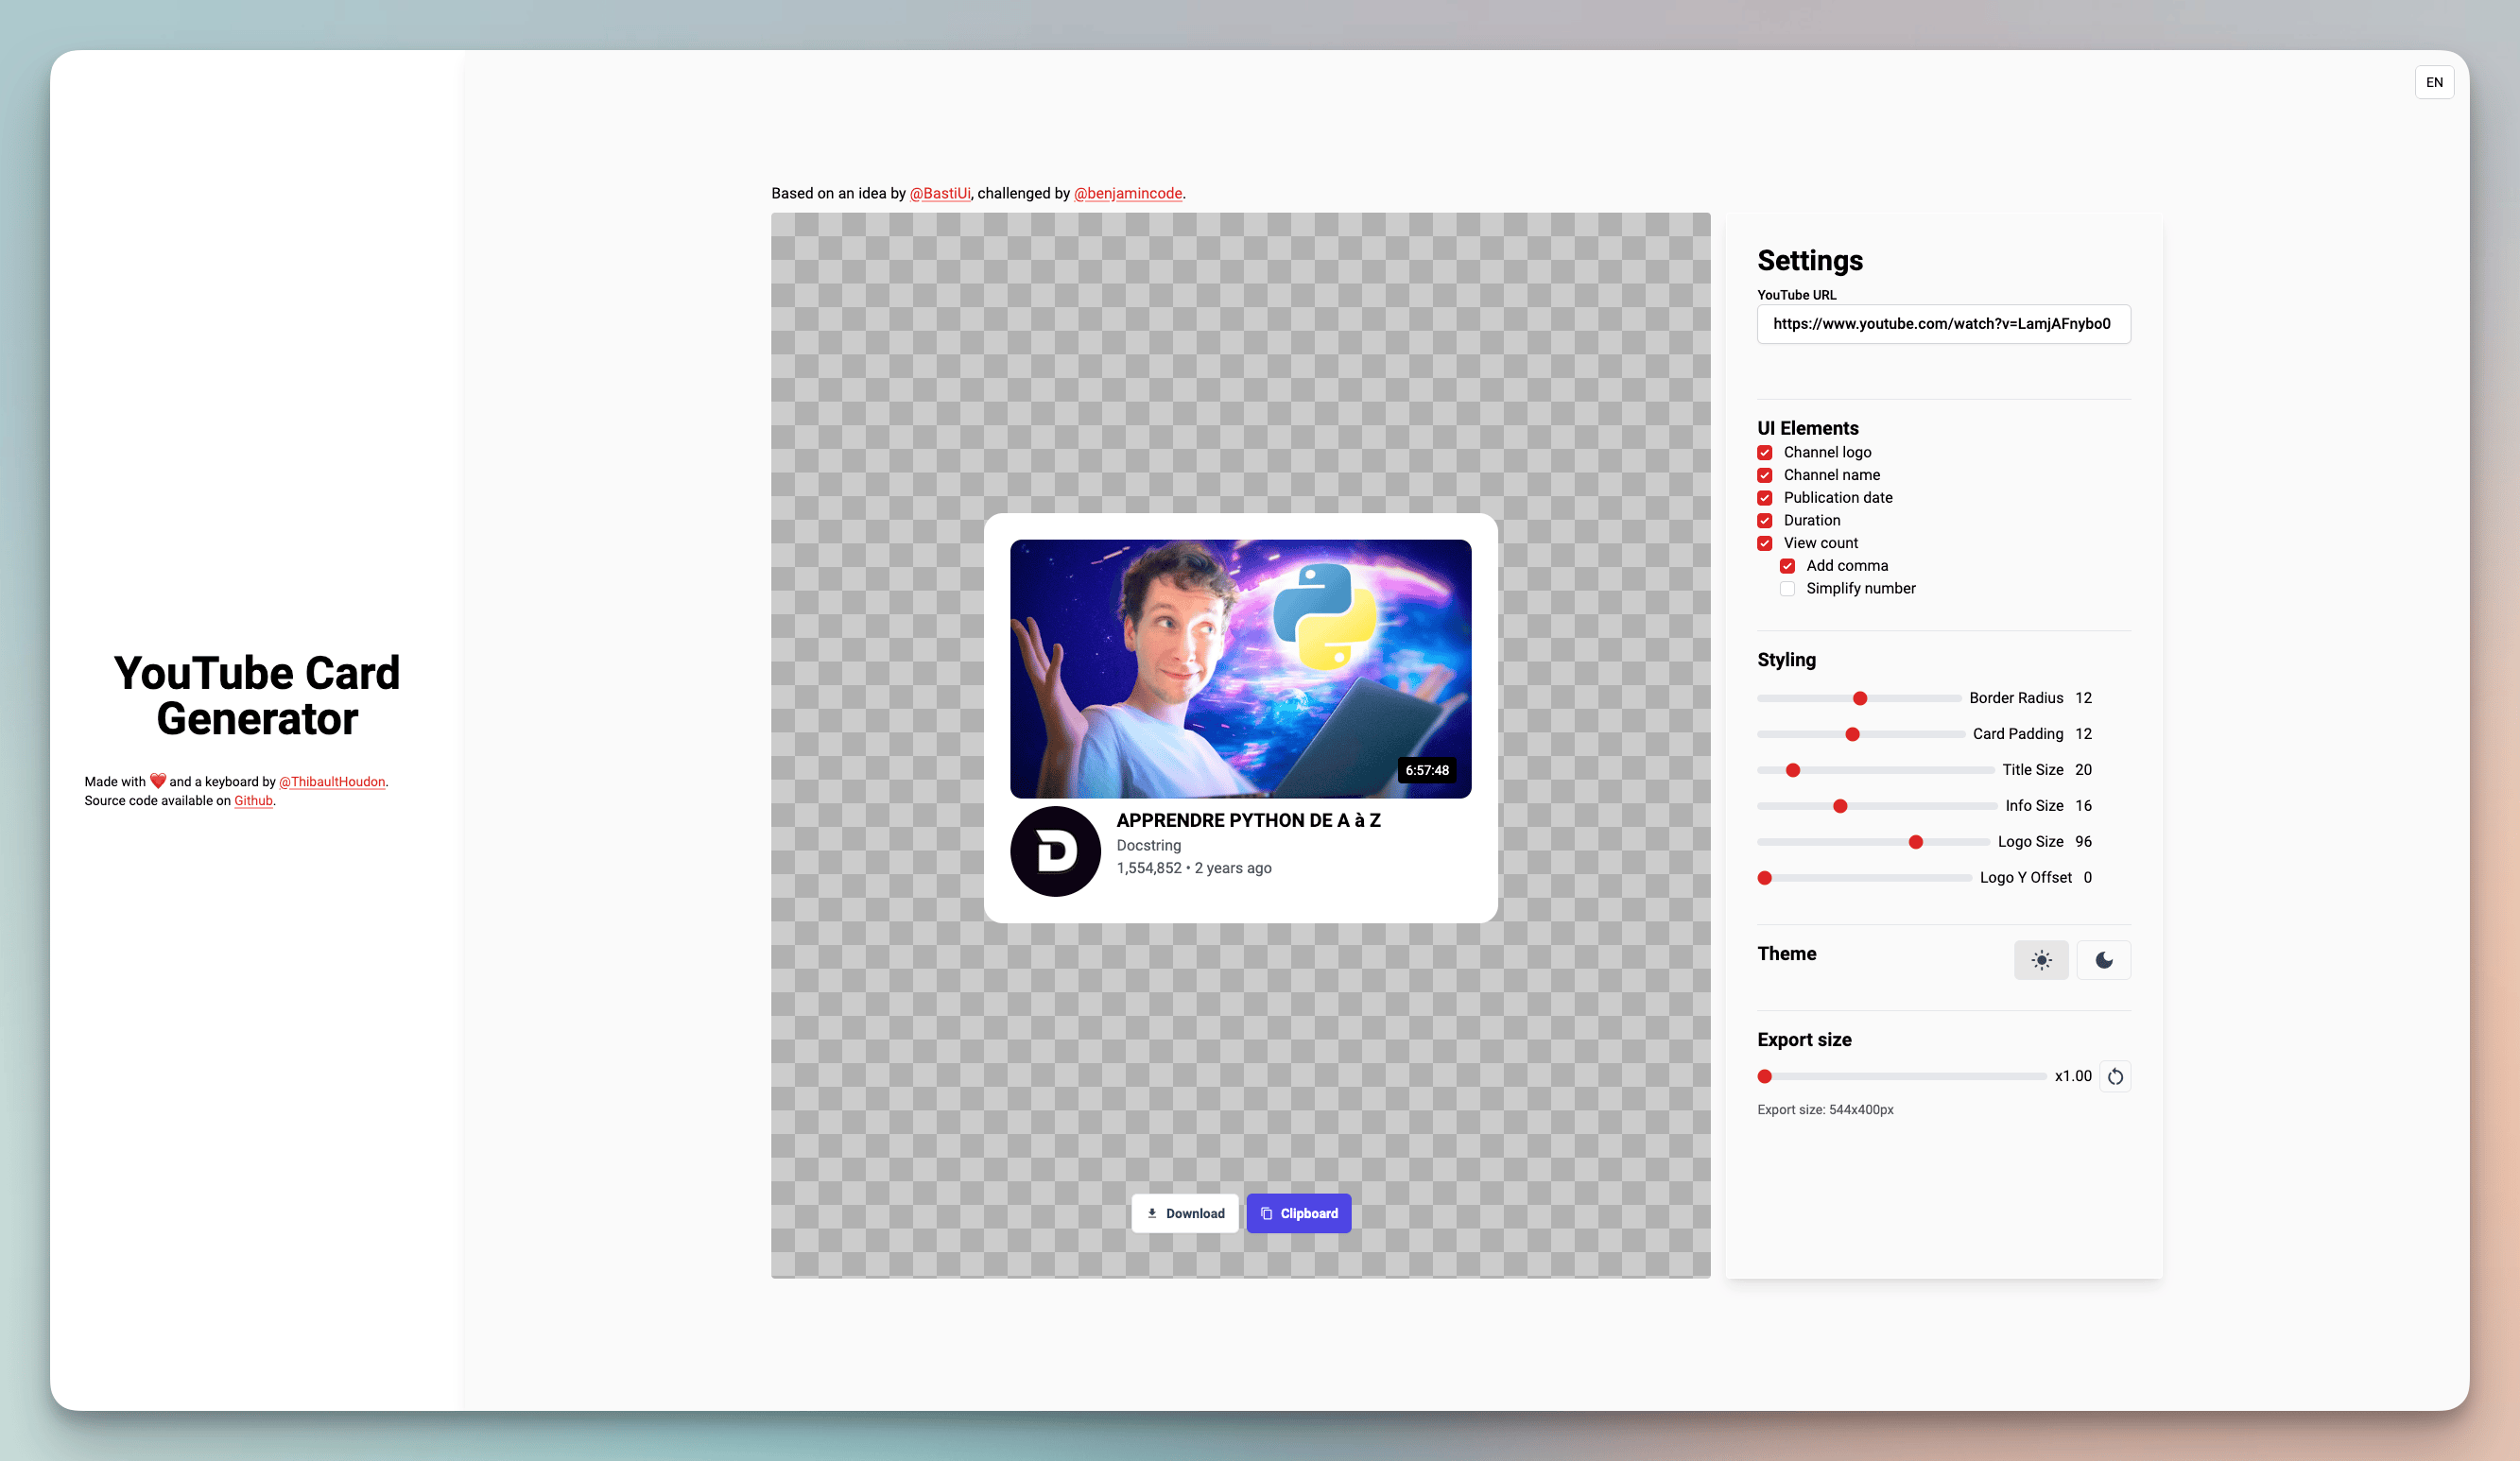 EN
YouTube Card
Generator
Made with ❤️ and a keyboard by @ThibaultHoudon.
Source code available on Github.
Based on an idea by @BastiUi, challenged by @benjamincode.
6:57:48
D
APPRENDRE PYTHON DE A à Z
Docstring
1,554,852 • 2 years ago
Download
Clipboard
Settings
YouTube URL
https://www.youtube.com/watch?v=LamjAFnybo0
UI Elements
Channel logo
Channel name
Publication date
Duration
View count
Add comma
Simplify number
Styling
Border Radius 12
Card Padding 12
Title Size 20
Info Size 16
Logo Size 96
Logo Y Offset 0
Theme
Export size
x1.00
Export size: 544x400px